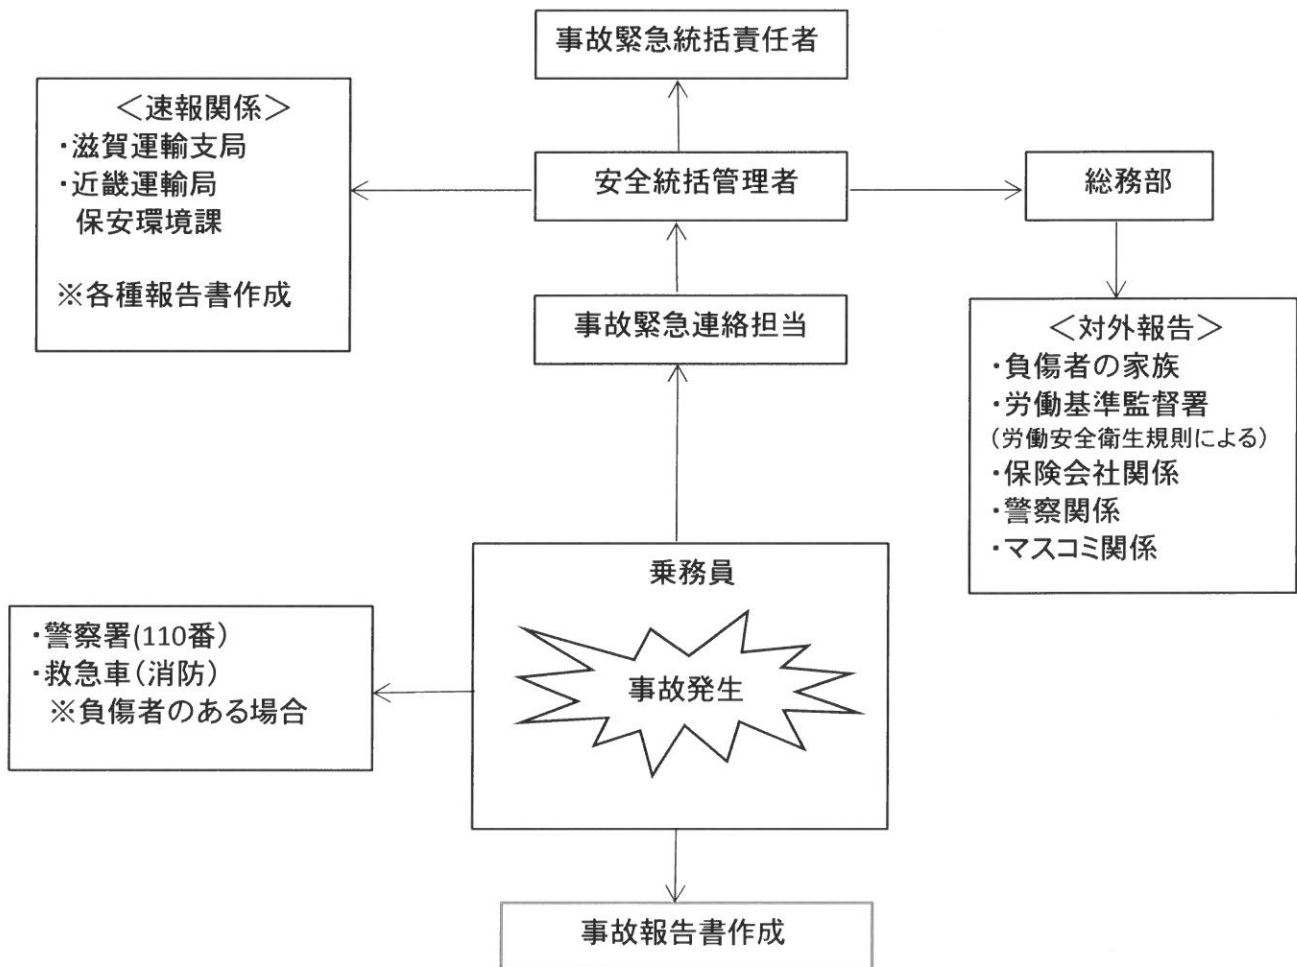 事故緊急統括責任者
＜速報関係＞
・滋賀運輸支局
・近畿運輸局
保安環境課
※各種報告書作成
安全統括管理者
総務部
事故緊急連絡担当
＜対外報告＞
・負傷者の家族
・労働基準監督署
（労働安全衛生規則による）
・保険会社関係
・警察関係
・マスコミ関係
乗務員
事故発生
・警察署(110番）
・救急車（消防）
※負傷者のある場合
事故報告書作成